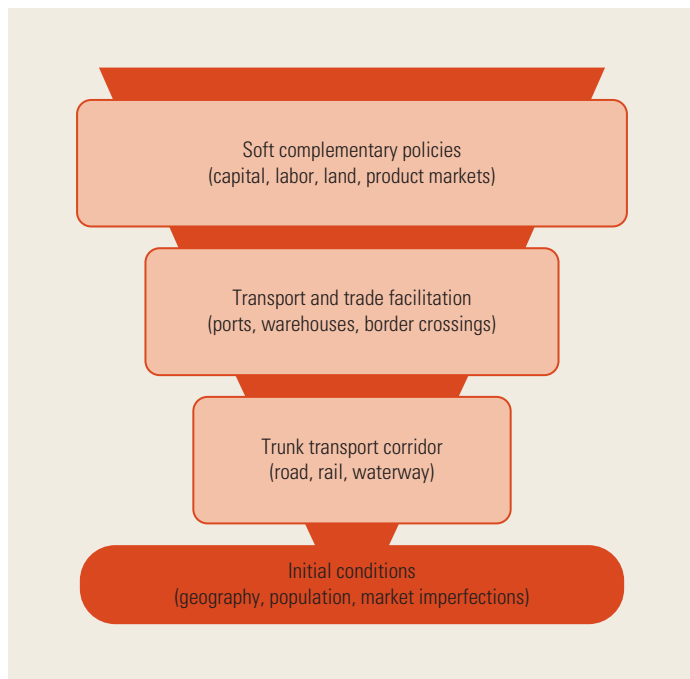 Soft complementary policies
(capital, labor, land, product markets)
Transport and trade facilitation
(ports, warehouses, border crossings)
Trunk transport corridor
(road, rail, waterway)
Initial conditions
(geography, population, market imperfections)